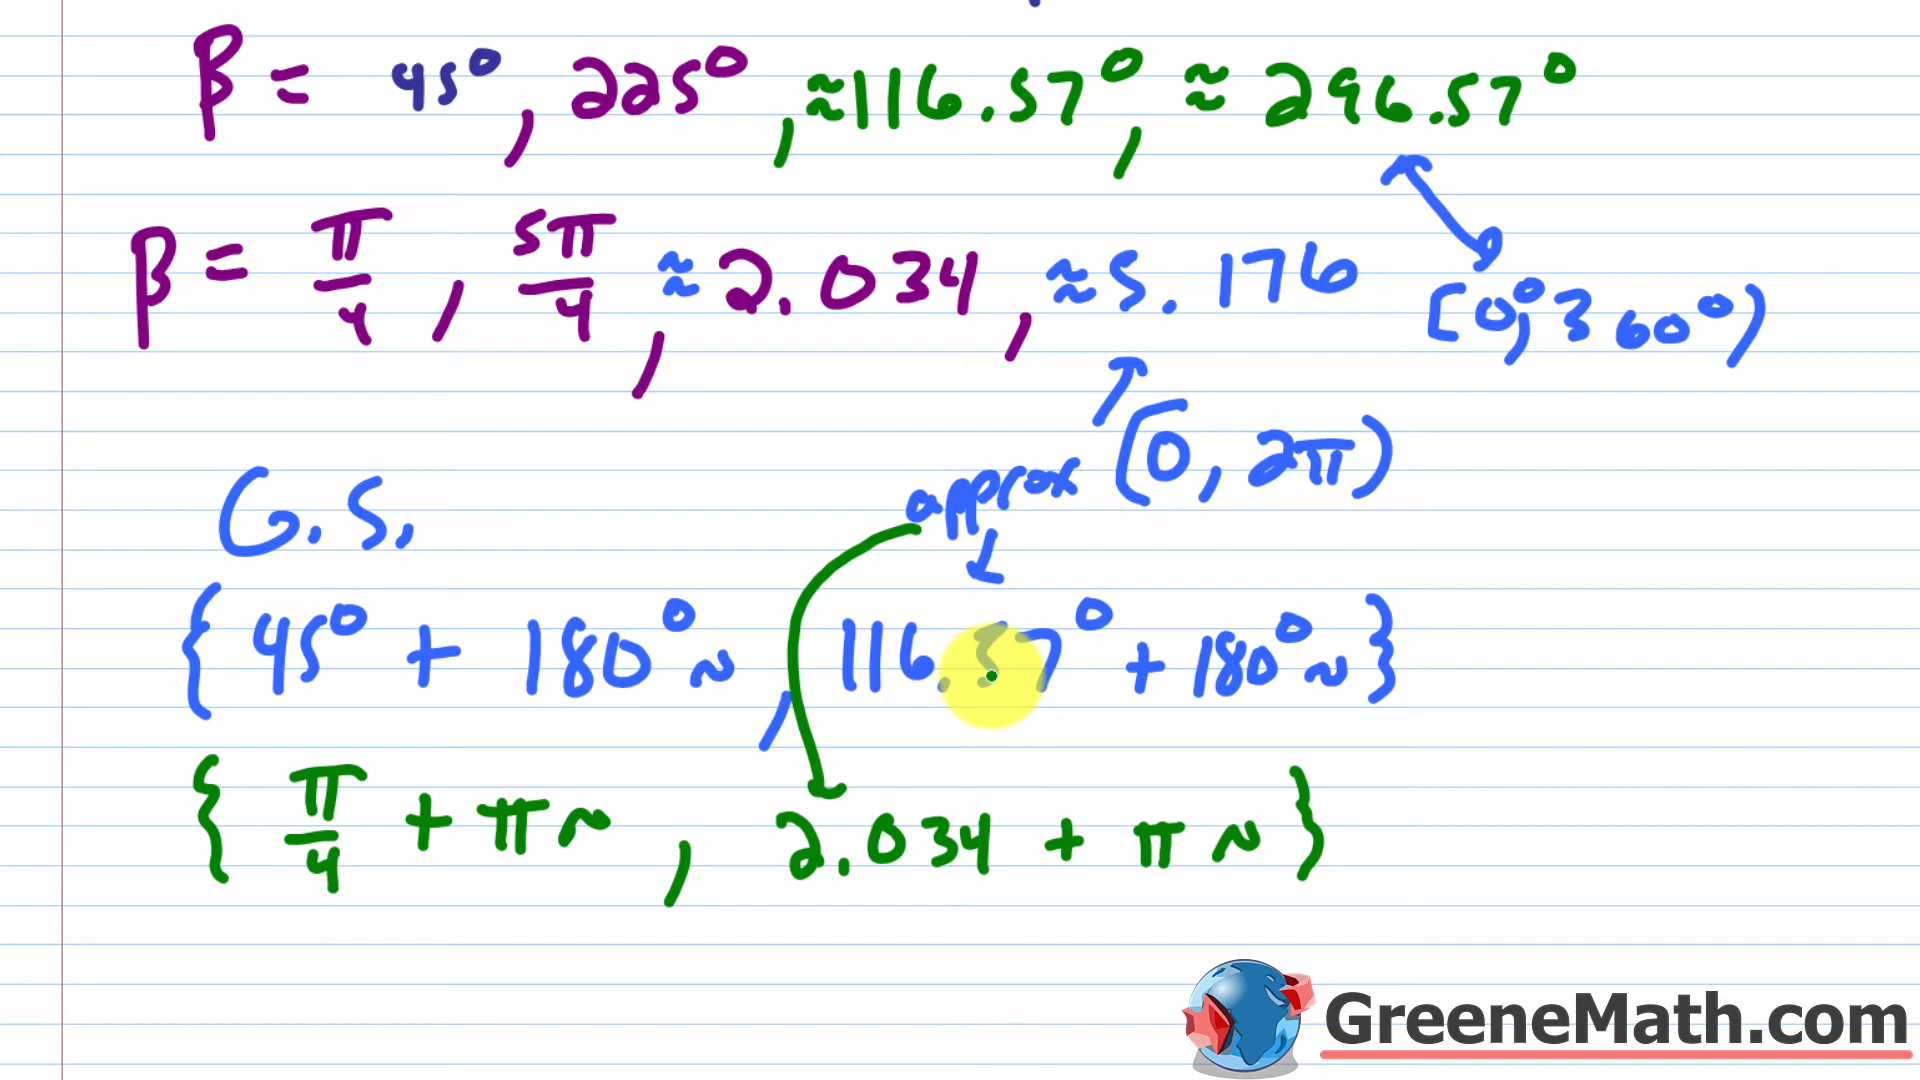 β = 45°, 225°, ≈116.57°, ≈296.57°
β = π/4, 5π/4, ≈2.034, ≈5.176 [0°, 360°)
approx (0, 2π)
G.S.
{ 45° + 180°n, 116.57° + 180°n }
{ π/4 + πn, 2.034 + πn }
GreeneMath.com